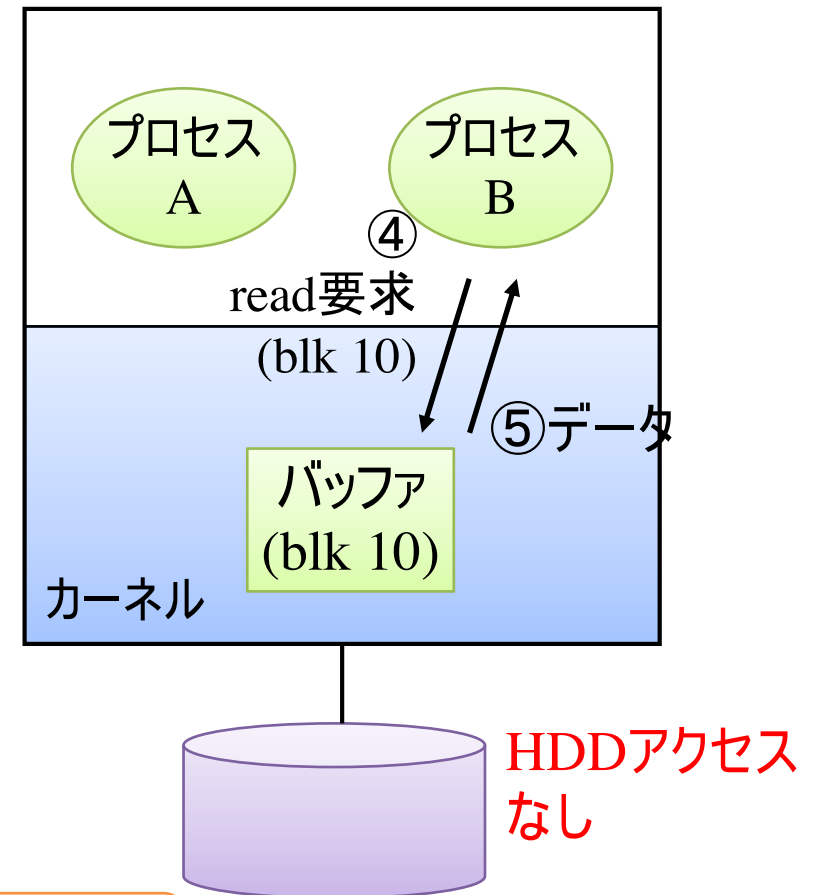 プロセス
A
プロセス
B
④
read要求
(blk 10)
⑤データ
バッファ
(blk 10)
カーネル
HDDアクセス
なし